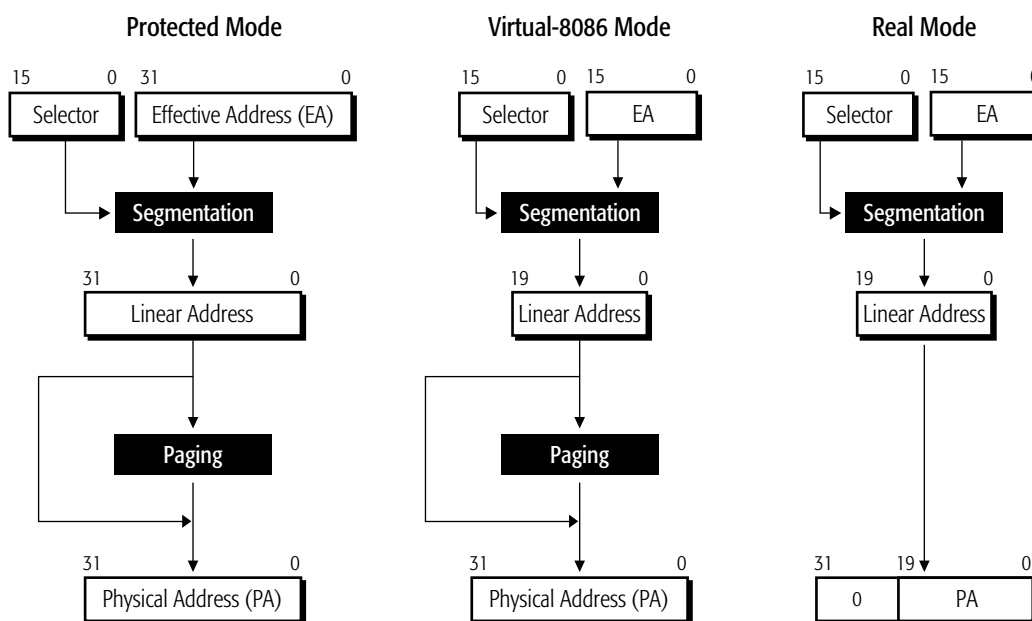 Protected Mode Virtual-8086 Mode Real Mode
15 0 31 0 15 0 15 0 15 0 15 0
Selector Effective Address (EA) Selector EA Selector EA
Segmentation Segmentation Segmentation
31 0 19 0 19 0
Linear Address Linear Address Linear Address
Paging Paging
31 0 31 0 31 19 0
Physical Address (PA) Physical Address (PA) 0 PA